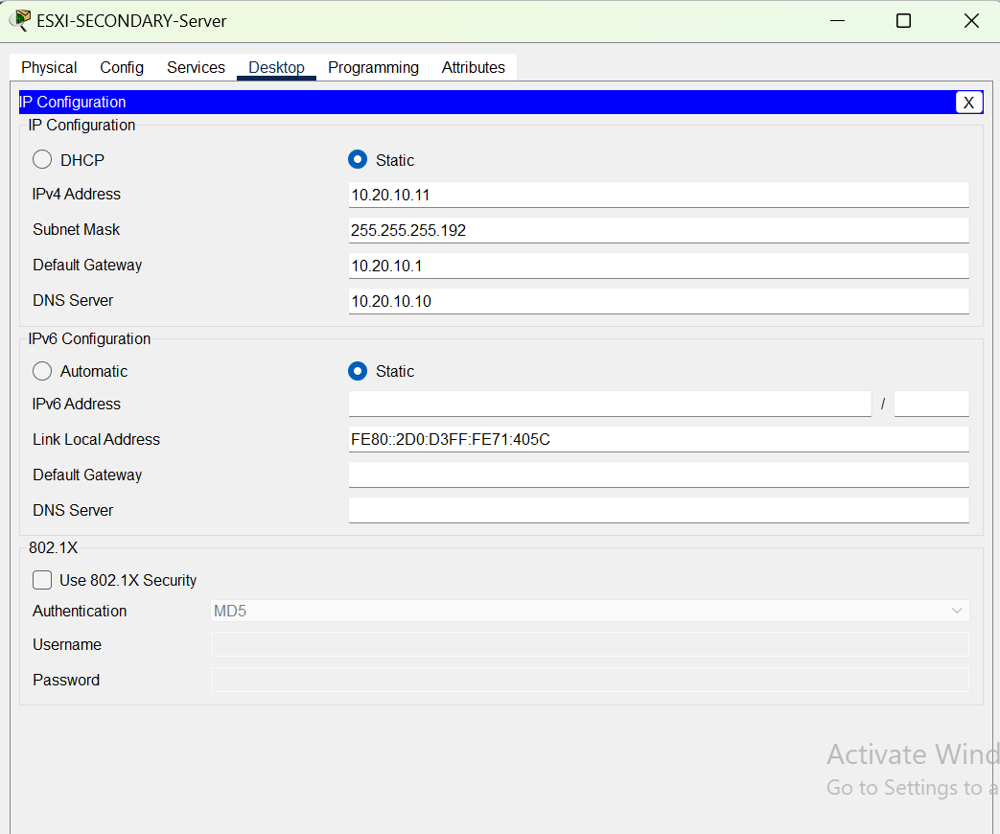 ESXI-SECONDARY-Server
Physical Config Services Desktop Programming Attributes
IP Configuration X
IP Configuration
DHCP Static
IPv4 Address 10.20.10.11
Subnet Mask 255.255.255.192
Default Gateway 10.20.10.1
DNS Server 10.20.10.10
IPv6 Configuration
Automatic Static
IPv6 Address /
Link Local Address FE80::2D0:D3FF:FE71:405C
Default Gateway
DNS Server
802.1X
Use 802.1X Security
Authentication MD5
Username
Password
Activate Wind
Go to Settings to a